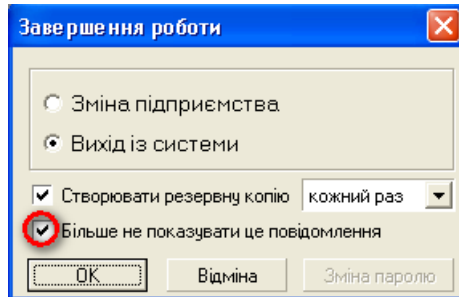 Завершення роботи
Зміна підприємства
Вихід із системи
Створювати резервну копію кожний раз
Більше не показувати це повідомлення
OK Відміна Зміна паролю